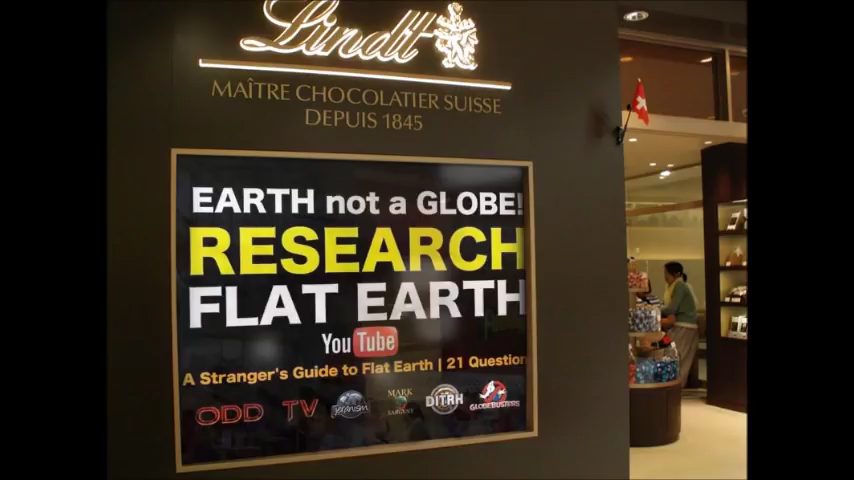 Lindt
MAÎTRE CHOCOLATIER SUISSE
DEPUIS 1845
EARTH not a GLOBE!
RESEARCH
FLAT EARTH
YouTube
A Stranger's Guide to Flat Earth | 21 Question
ODD TV jeranism MARK SARGENT DITRH GLOBEBUSTERS